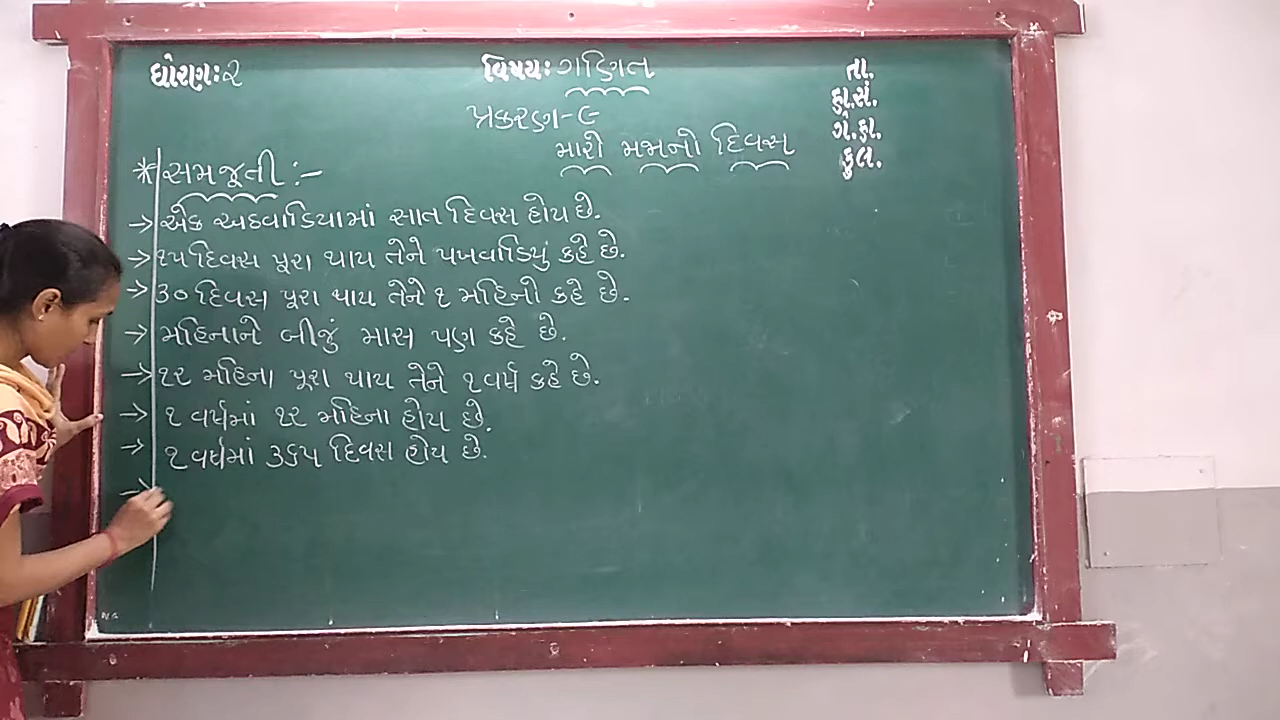 ધોરણઃ૨
વિષયઃ ગણિત
તા.
હા.સં.
ગે.હા.
કુલ.
પ્રકરણ-૯
મારો મજાનો દિવસ
* સમજૂતી :-
→ એક અઠવાડિયામાં સાત દિવસ હોય છે.
→ ૧૫ દિવસ પૂરા થાય તેને પખવાડિયું કહે છે.
→ ૩૦ દિવસ પૂરા થાય તેને ૧ મહિનો કહે છે.
→ મહિનાને બીજું માસ પણ કહે છે.
→ ૧૨ મહિના પૂરા થાય તેને ૧ વર્ષ કહે છે.
→ ૧ વર્ષમાં ૧૨ મહિના હોય છે.
→ ૧ વર્ષમાં ૩૬૫ દિવસ હોય છે.
→